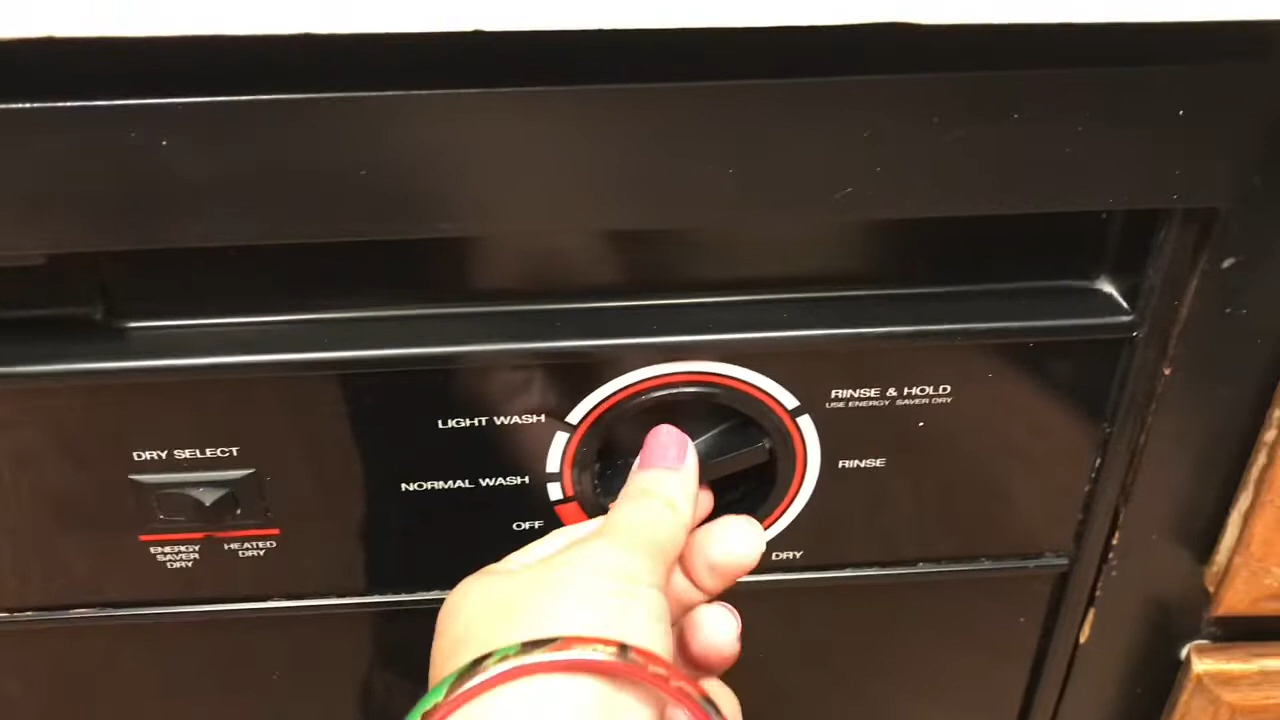 RINSE & HOLD
USE ENERGY SAVER DRY
LIGHT WASH
DRY SELECT
RINSE
NORMAL WASH
OFF
ENERGY
SAVER
DRY
HEATED
DRY
DRY